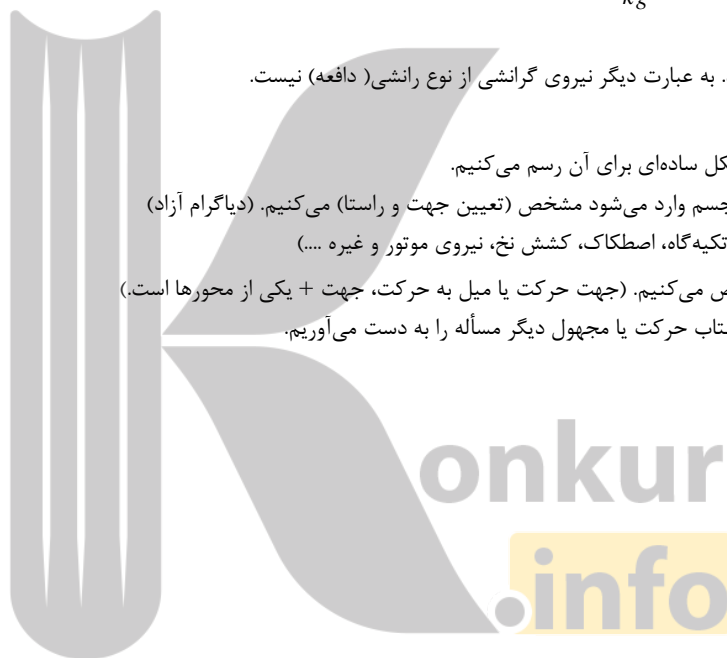 kg
. به عبارت دیگر نیروی گرانشی از نوع رانشی( دافعه) نیست.
کل ساده‌ای برای آن رسم می‌کنیم.
جسم وارد می‌شود مشخص (تعیین جهت و راستا) می‌کنیم. (دیاگرام آزاد)
تکیه‌گاه، اصطکاک، کشش نخ، نیروی موتور و غیره ....)
ص می‌کنیم. (جهت حرکت یا میل به حرکت، جهت + یکی از محورها است.)
تاب حرکت یا مجهول دیگر مسأله را به دست می‌آوریم.
Konkur
.info